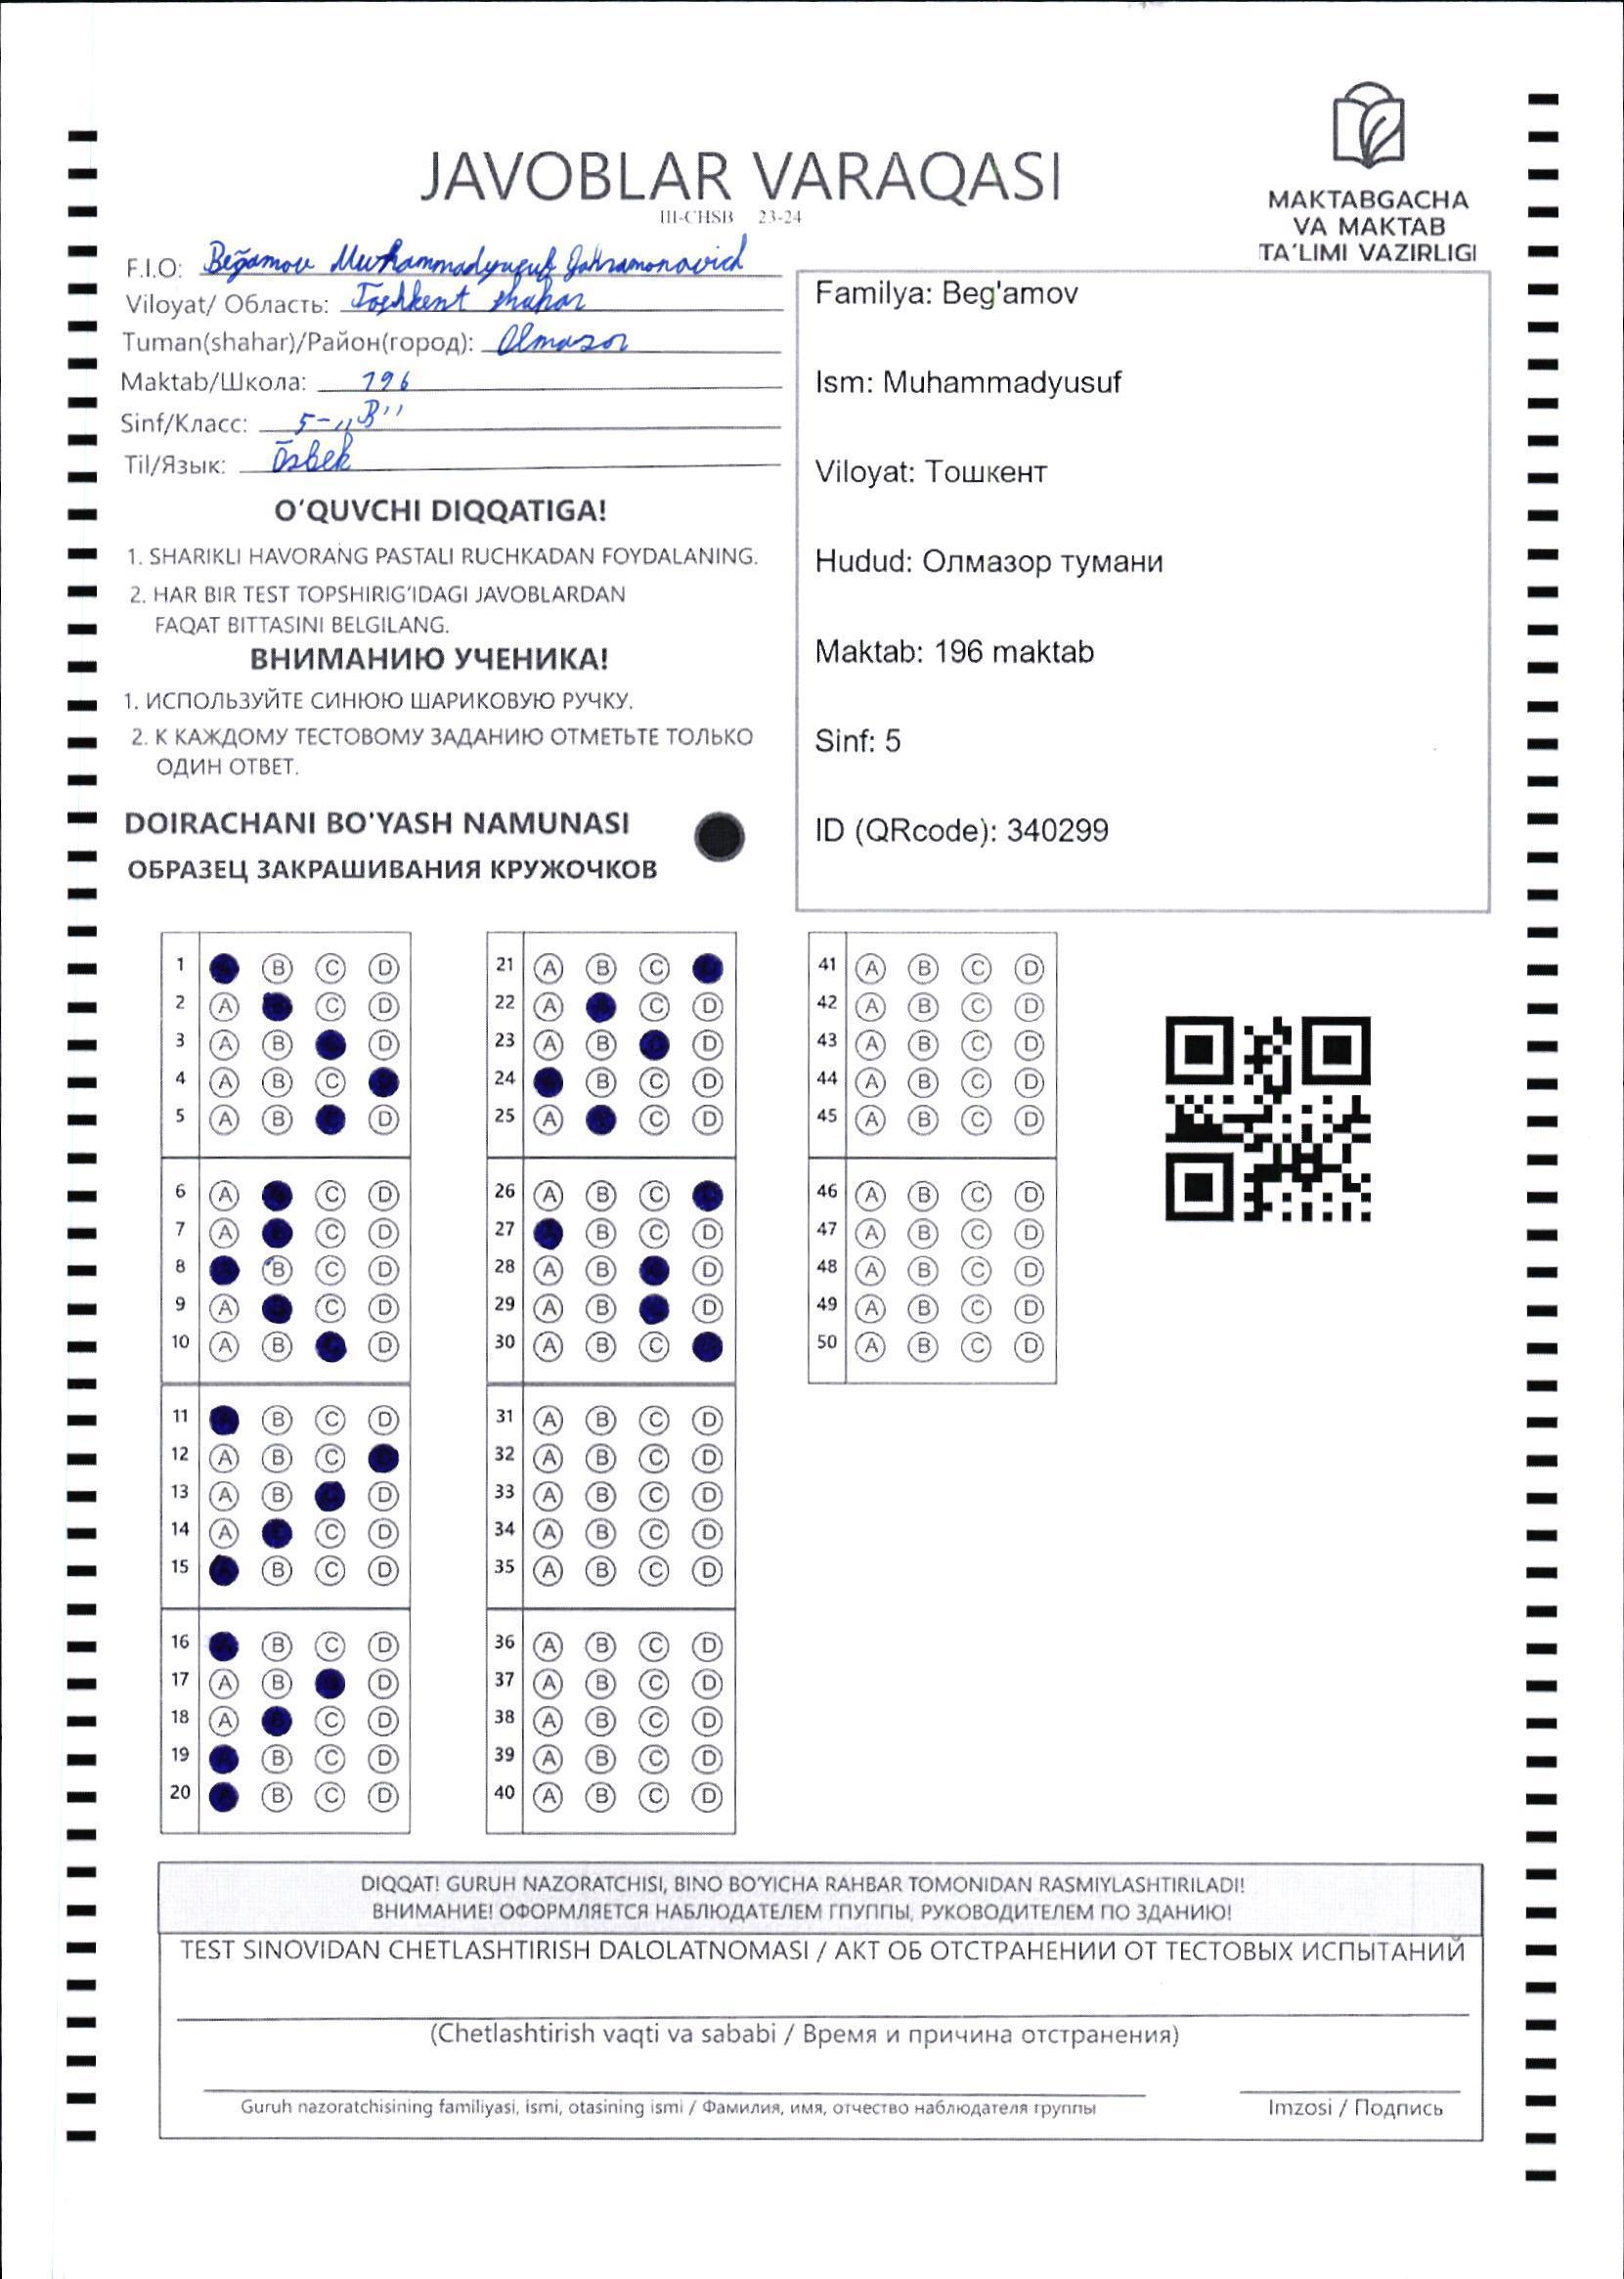 JAVOBLAR VARAQASI
III-CHSB 23-24
MAKTABGACHA
VA MAKTAB
TA'LIMI VAZIRLIGI
F.I.O: Beg̃amov Muhammadyusuf Qahramonovich
Viloyat/ Область: Toshkent shahar
Tuman(shahar)/Район(город): Olmazor
Maktab/Школа: 196
Sinf/Класс: 5-„B''
Til/Язык: Ōzbek
O'QUVCHI DIQQATIGA!
1. SHARIKLI HAVORANG PASTALI RUCHKADAN FOYDALANING.
2. HAR BIR TEST TOPSHIRIG'IDAGI JAVOBLARDAN
FAQAT BITTASINI BELGILANG.
ВНИМАНИЮ УЧЕНИКА!
1. ИСПОЛЬЗУЙТЕ СИНЮЮ ШАРИКОВУЮ РУЧКУ.
2. К КАЖДОМУ ТЕСТОВОМУ ЗАДАНИЮ ОТМЕТЬТЕ ТОЛЬКО
ОДИН ОТВЕТ.
DOIRACHANI BO'YASH NAMUNASI
ОБРАЗЕЦ ЗАКРАШИВАНИЯ КРУЖОЧКОВ
Familya: Beg'amov
Ism: Muhammadyusuf
Viloyat: Тошкент
Hudud: Олмазор тумани
Maktab: 196 maktab
Sinf: 5
ID (QRcode): 340299
1 B C D
2 A C D
3 A B D
4 A B C
5 A B D
6 A C D
7 A C D
8 B C D
9 A C D
10 A B D
11 B C D
12 A B C
13 A B D
14 A C D
15 B C D
16 B C D
17 A B D
18 A C D
19 B C D
20 B C D
21 A B C
22 A C D
23 A B D
24 B C D
25 A C D
26 A B C
27 B C D
28 A B D
29 A B D
30 A B C
31 A B C D
32 A B C D
33 A B C D
34 A B C D
35 A B C D
36 A B C D
37 A B C D
38 A B C D
39 A B C D
40 A B C D
41 A B C D
42 A B C D
43 A B C D
44 A B C D
45 A B C D
46 A B C D
47 A B C D
48 A B C D
49 A B C D
50 A B C D
DIQQAT! GURUH NAZORATCHISI, BINO BO'YICHA RAHBAR TOMONIDAN RASMIYLASHTIRILADI!
ВНИМАНИЕ! ОФОРМЛЯЕТСЯ НАБЛЮДАТЕЛЕМ ГПУППЫ, РУКОВОДИТЕЛЕМ ПО ЗДАНИЮ!
TEST SINOVIDAN CHETLASHTIRISH DALOLATNOMASI / АКТ ОБ ОТСТРАНЕНИИ ОТ ТЕСТОВЫХ ИСПЫТАНИЙ
(Chetlashtirish vaqti va sababi / Время и причина отстранения)
Guruh nazoratchisining familiyasi, ismi, otasining ismi / Фамилия, имя, отчество наблюдателя группы
Imzosi / Подпись